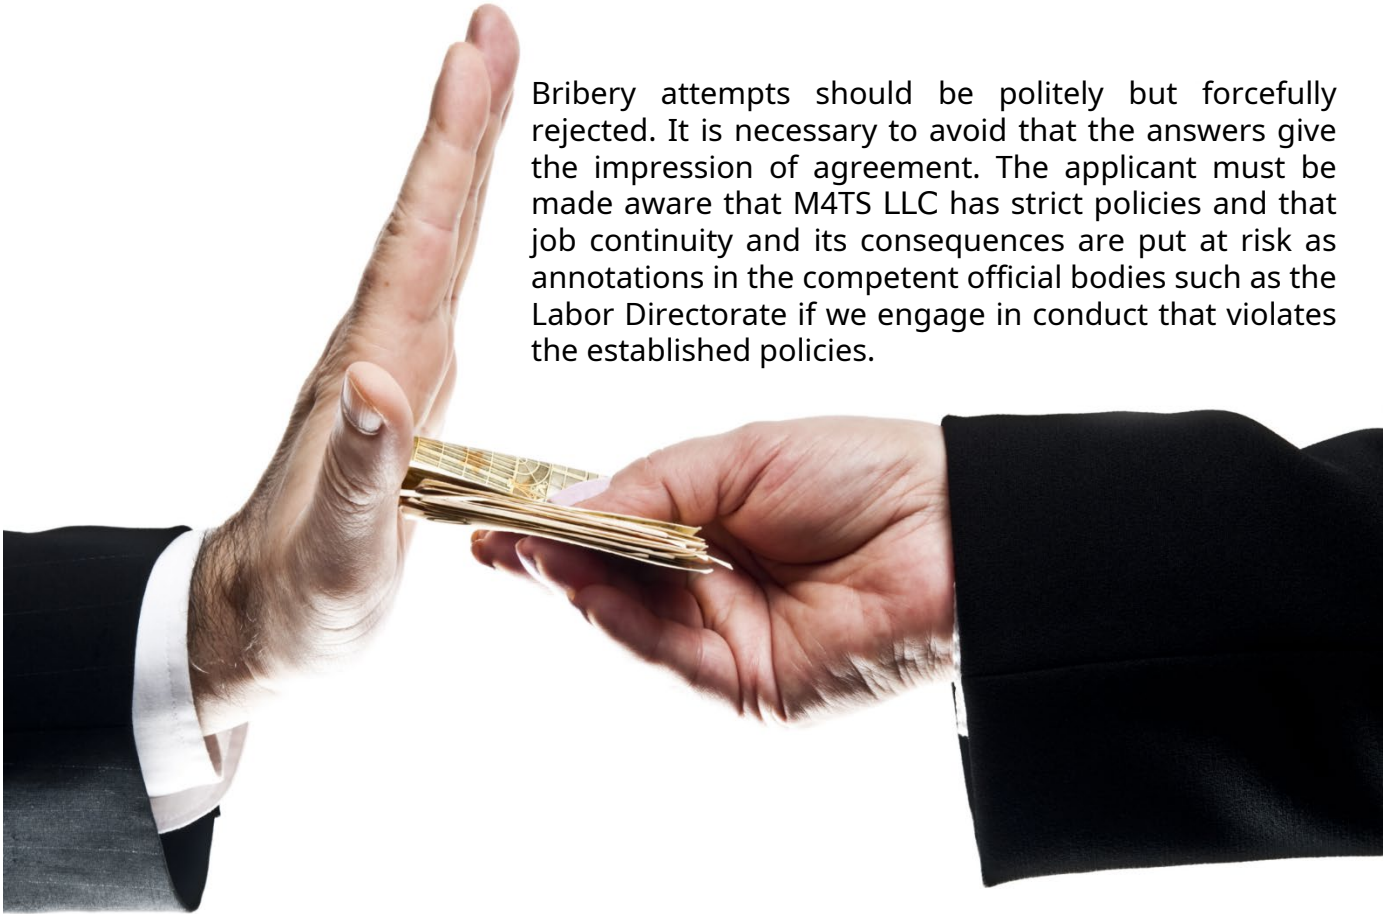 Bribery attempts should be politely but forcefully
rejected. It is necessary to avoid that the answers give
the impression of agreement. The applicant must be
made aware that M4TS LLC has strict policies and that
job continuity and its consequences are put at risk as
annotations in the competent official bodies such as the
Labor Directorate if we engage in conduct that violates
the established policies.